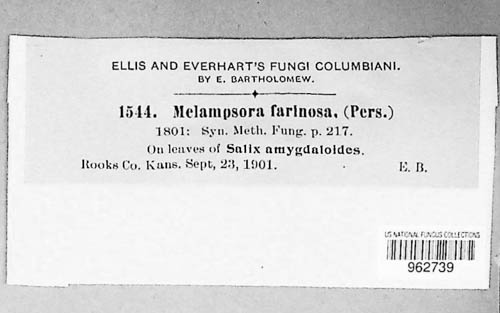 ELLIS AND EVERHART'S FUNGI COLUMBIANI.
BY E. BARTHOLOMEW.
1544. Melampsora farinosa, (Pers.)
1801: Syn. Meth. Fung. p. 217.
On leaves of Salix amygdaloides.
Rooks Co. Kans. Sept, 23, 1901. E. B.
US NATIONAL FUNGUS COLLECTIONS
962739